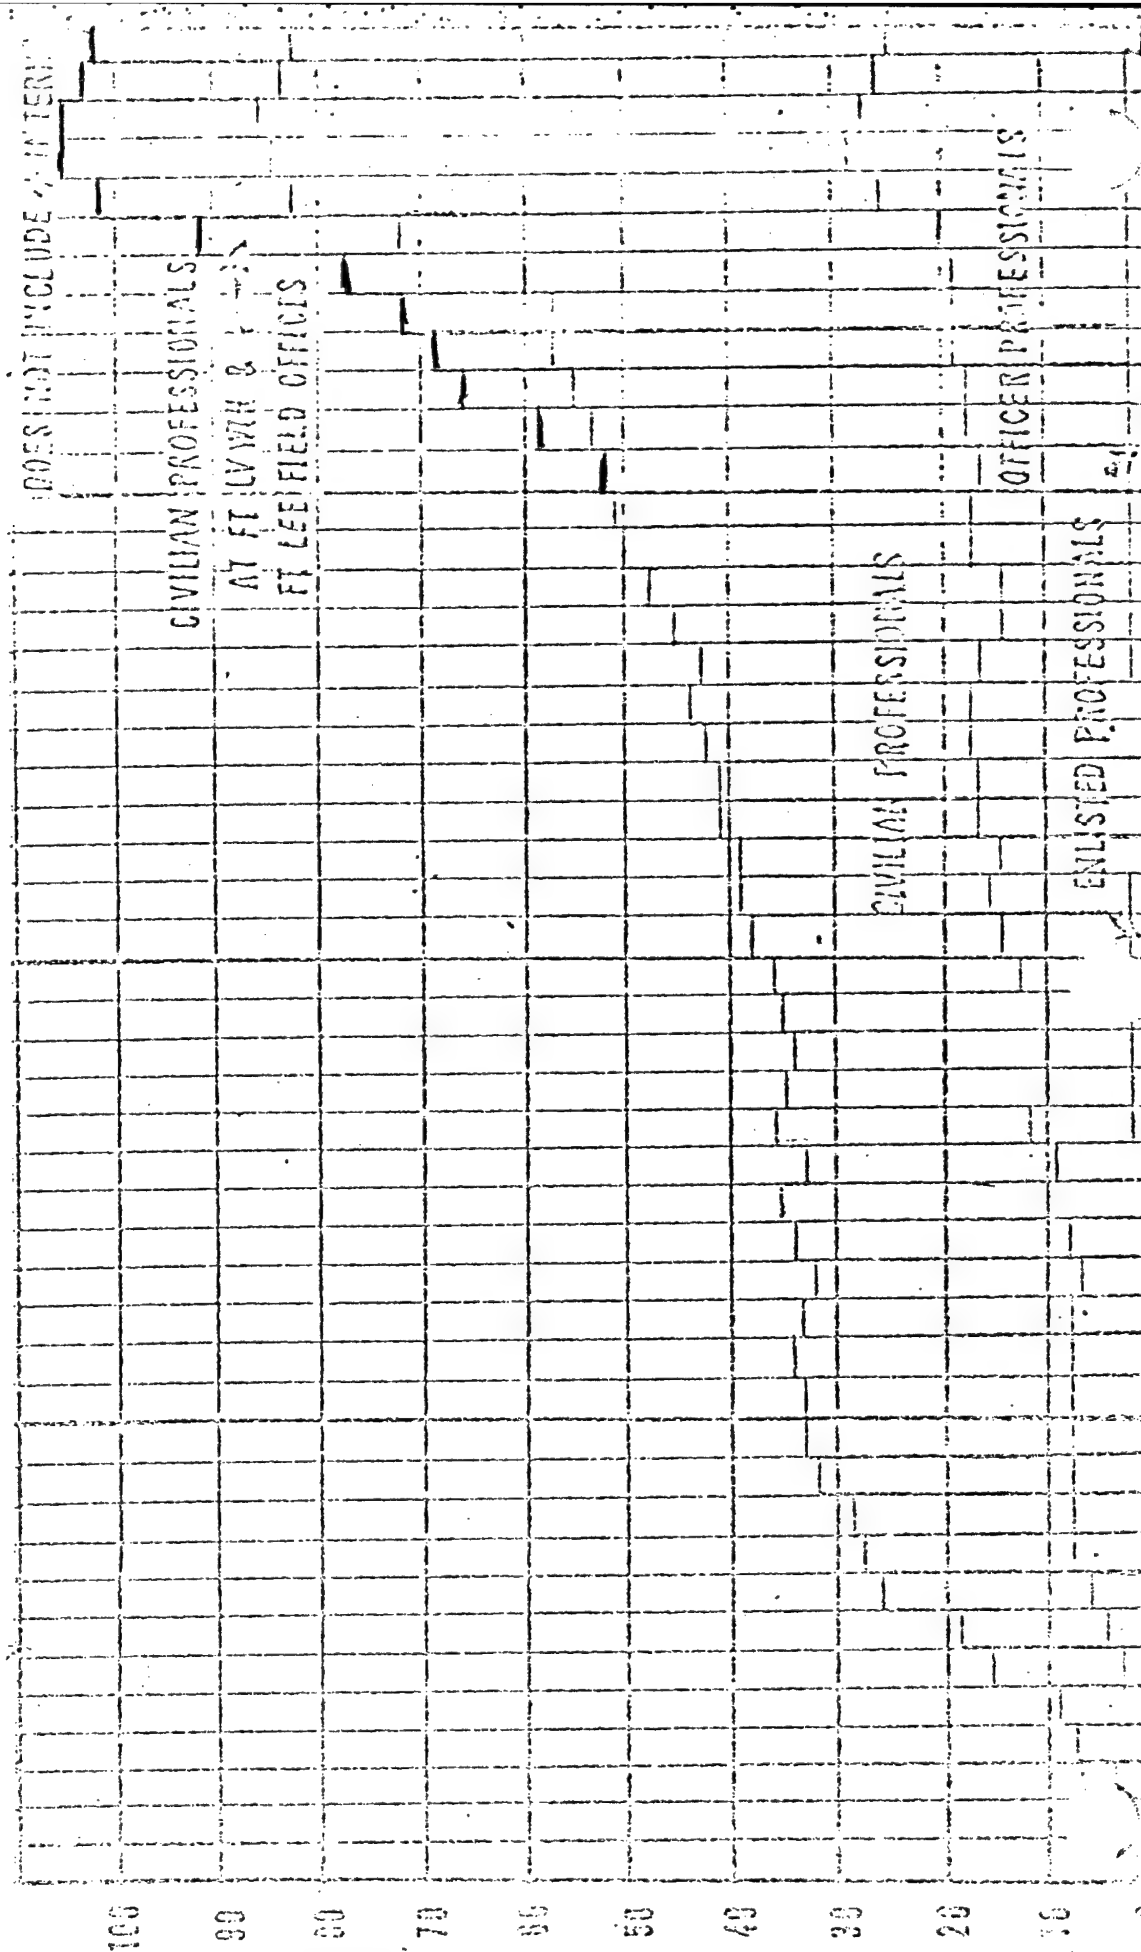 DOES NOT INCLUDE
CIVILIAN PROFESSIONALS
AT FT LVWH &
FT LEE FIELD OFFICES
OFFICER PROFESSIONALS
CIVILIAN PROFESSIONALS
ENLISTED PROFESSIONALS
100
90
80
70
60
50
40
30
20
10